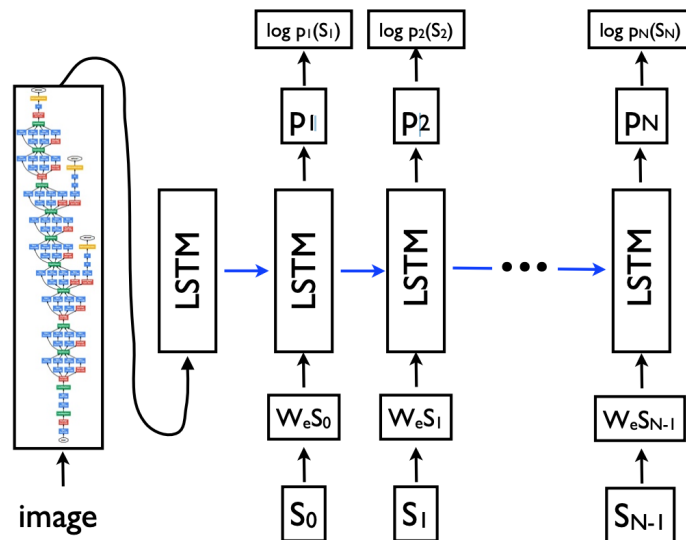 log p₁(S₁) log p₂(S₂) log pN(SN)
p₁ p₂ pN
LSTM LSTM LSTM LSTM
WₑS₀ WₑS₁ WₑSN-1
image S₀ S₁ SN-1